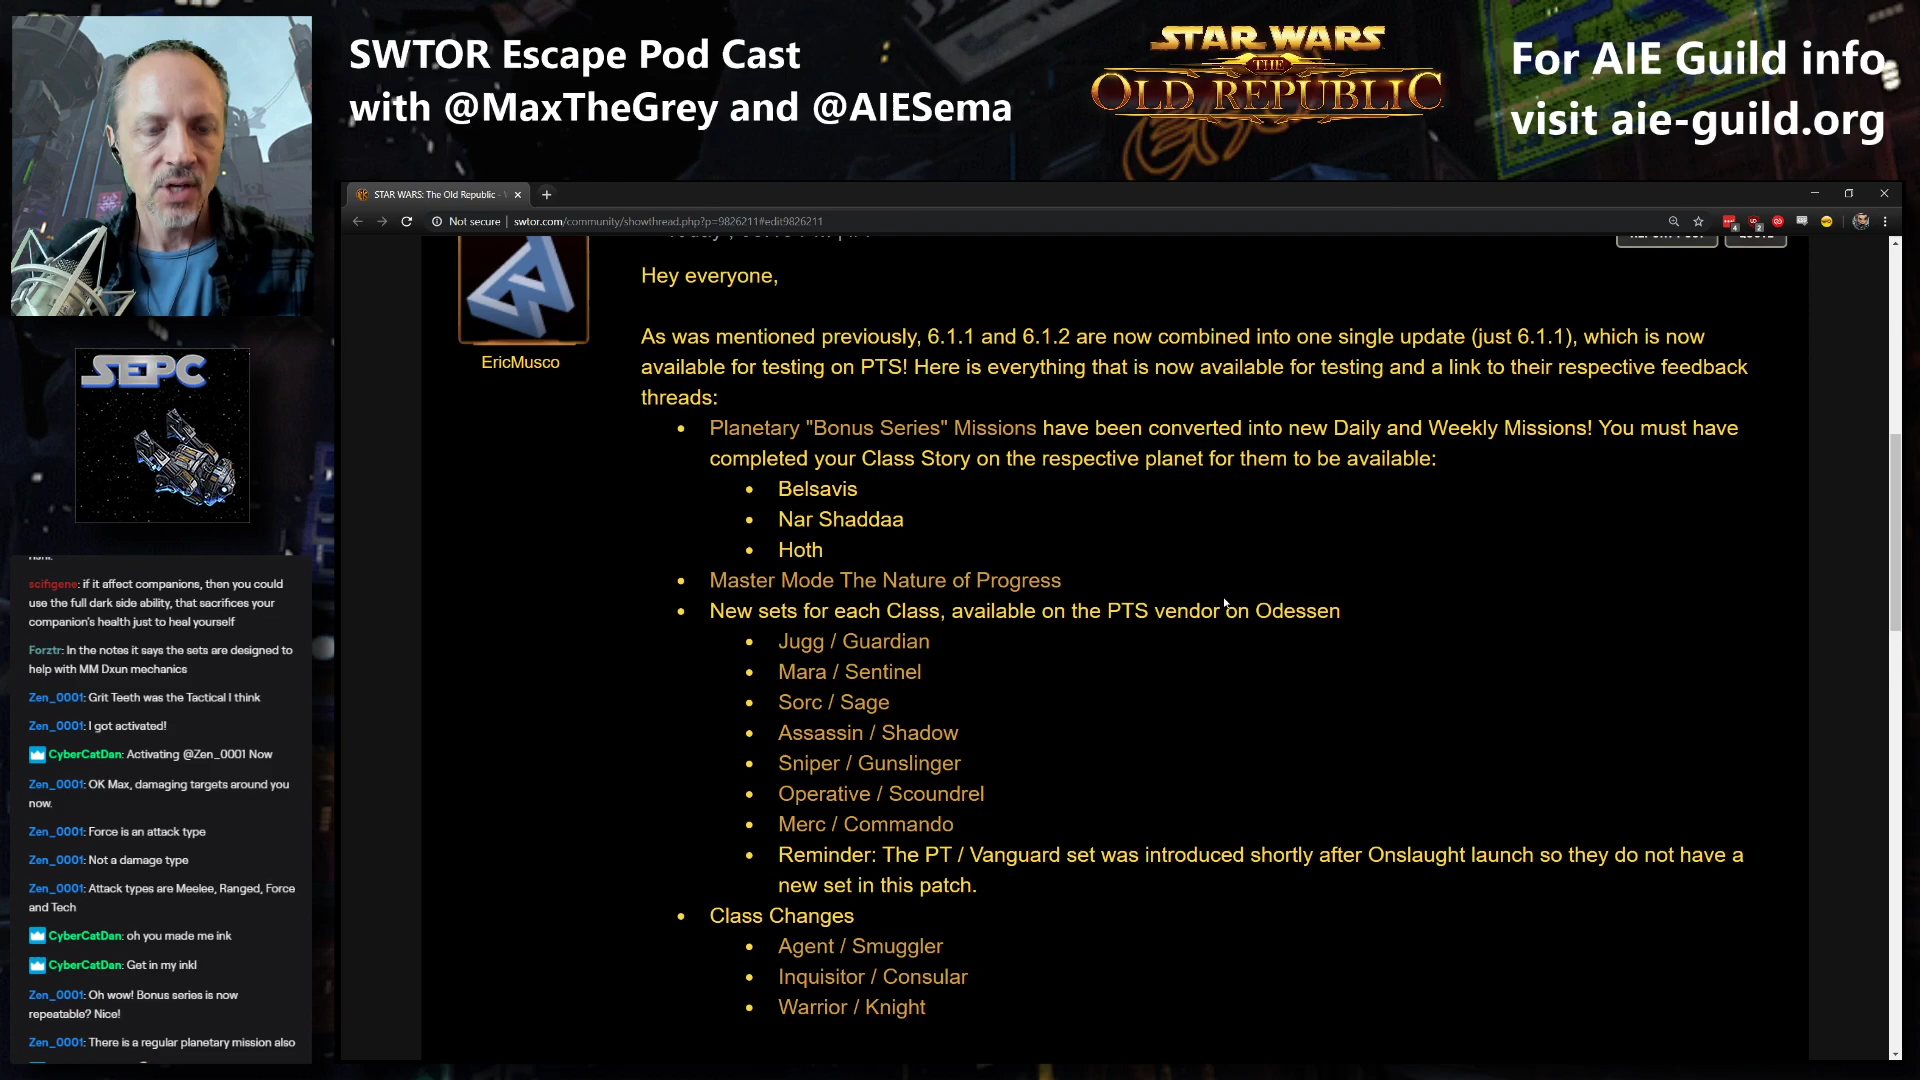 SWTOR Escape Pod Cast
with @MaxTheGrey and @AIESema
STAR WARS
THE
OLD REPUBLIC
For AIE Guild info
visit aie-guild.org
STAR WARS: The Old Republic -
Not secure | swtor.com/community/showthread.php?p=9826211#edit9826211
EricMusco
Hey everyone,
As was mentioned previously, 6.1.1 and 6.1.2 are now combined into one single update (just 6.1.1), which is now
available for testing on PTS! Here is everything that is now available for testing and a link to their respective feedback
threads:
Planetary "Bonus Series" Missions have been converted into new Daily and Weekly Missions! You must have
completed your Class Story on the respective planet for them to be available:
Belsavis
Nar Shaddaa
Hoth
Master Mode The Nature of Progress
New sets for each Class, available on the PTS vendor on Odessen
Jugg / Guardian
Mara / Sentinel
Sorc / Sage
Assassin / Shadow
Sniper / Gunslinger
Operative / Scoundrel
Merc / Commando
Reminder: The PT / Vanguard set was introduced shortly after Onslaught launch so they do not have a
new set in this patch.
Class Changes
Agent / Smuggler
Inquisitor / Consular
Warrior / Knight
SEPC
scifigene: if it affect companions, then you could
use the full dark side ability, that sacrifices your
companion's health just to heal yourself
Forztr: In the notes it says the sets are designed to
help with MM Dxun mechanics
Zen_0001: Grit Teeth was the Tactical I think
Zen_0001: I got activated!
CyberCatDan: Activating @Zen_0001 Now
Zen_0001: OK Max, damaging targets around you
now.
Zen_0001: Force is an attack type
Zen_0001: Not a damage type
Zen_0001: Attack types are Meelee, Ranged, Force
and Tech
CyberCatDan: oh you made me ink
CyberCatDan: Get in my ink!
Zen_0001: Oh wow! Bonus series is now
repeatable? Nice!
Zen_0001: There is a regular planetary mission also